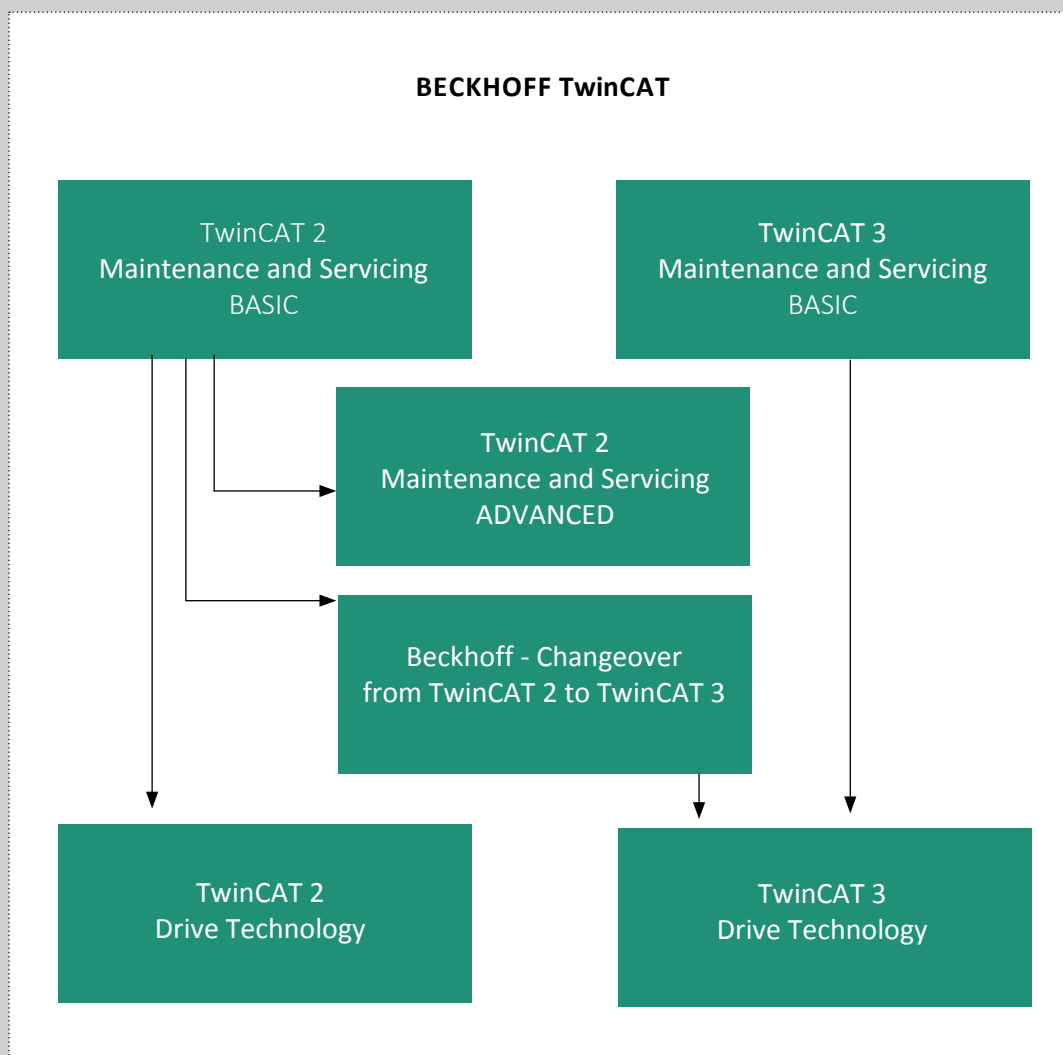 BECKHOFF TwinCAT
TwinCAT 2
Maintenance and Servicing
BASIC
TwinCAT 3
Maintenance and Servicing
BASIC
TwinCAT 2
Maintenance and Servicing
ADVANCED
Beckhoff - Changeover
from TwinCAT 2 to TwinCAT 3
TwinCAT 2
Drive Technology
TwinCAT 3
Drive Technology